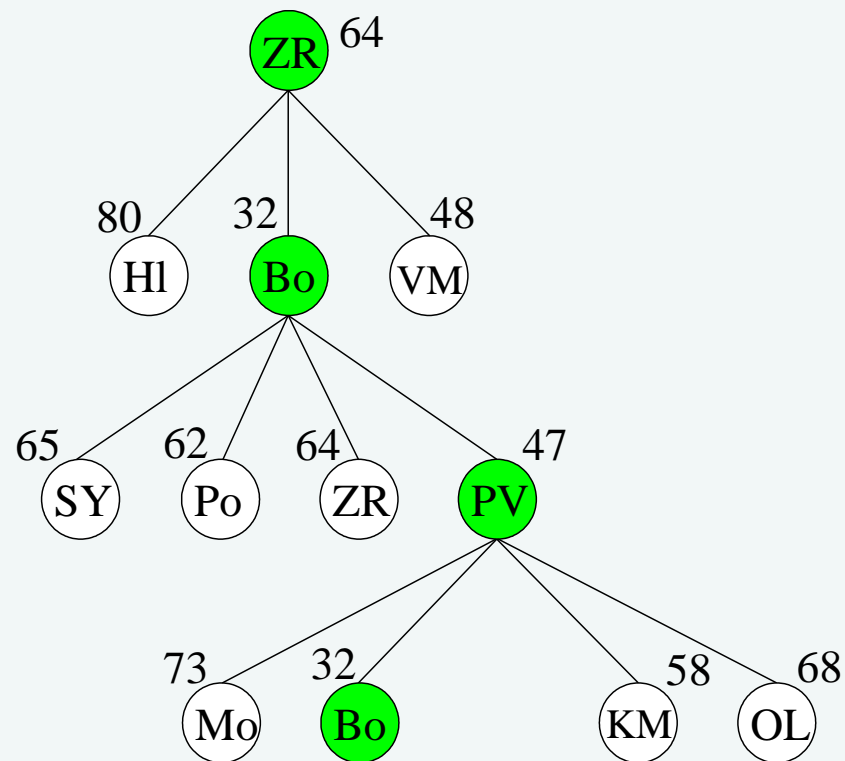 ZR 64
80 32 48
Hl Bo VM
65 62 64 47
SY Po ZR PV
73 32 58 68
Mo Bo KM OL